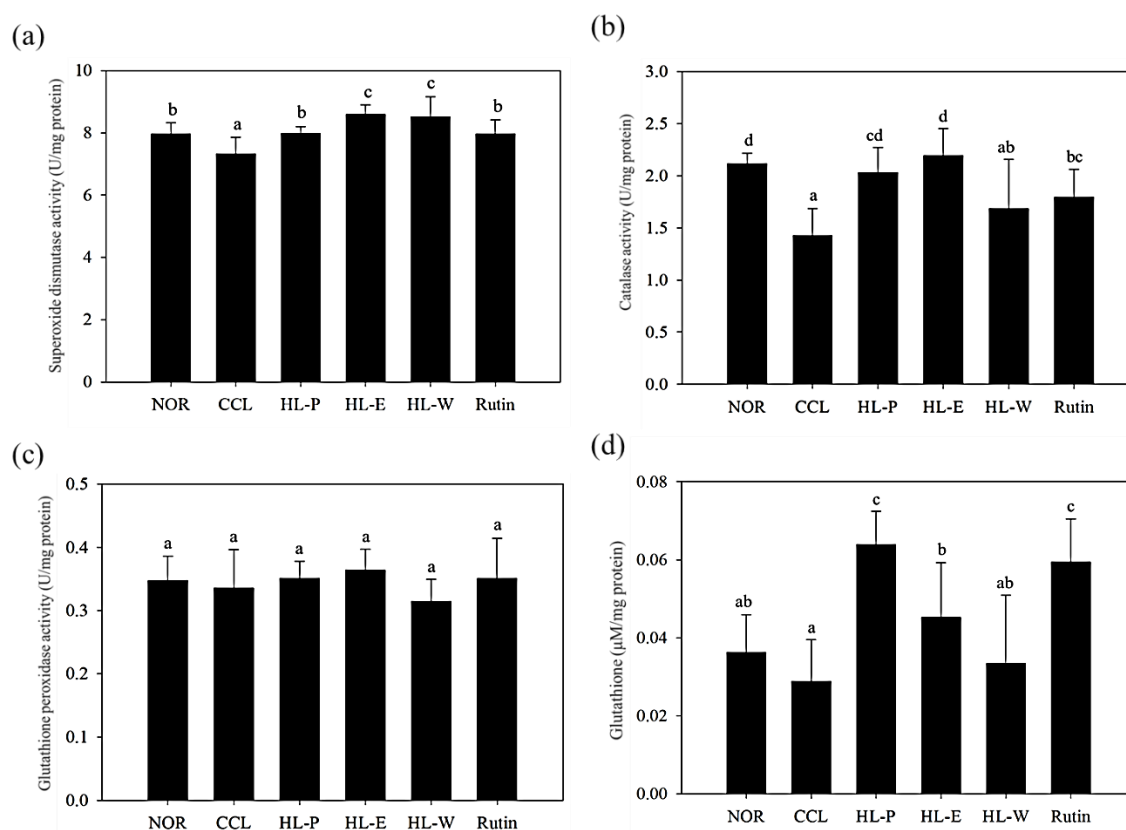 (a)
Superoxide dismutase activity (U/mg protein)
10
8
6
4
2
0
b
a
b
c
c
b
NOR CCL HL-P HL-E HL-W Rutin
(b)
Catalase activity (U/mg protein)
3.0
2.5
2.0
1.5
1.0
0.5
0.0
d
a
cd
d
ab
bc
NOR CCL HL-P HL-E HL-W Rutin
(c)
Glutathione peroxidase activity (U/mg protein)
0.5
0.4
0.3
0.2
0.1
0.0
a
a
a
a
a
a
NOR CCL HL-P HL-E HL-W Rutin
(d)
Glutathione (μM/mg protein)
0.08
0.06
0.04
0.02
0.00
ab
a
c
b
ab
c
NOR CCL HL-P HL-E HL-W Rutin